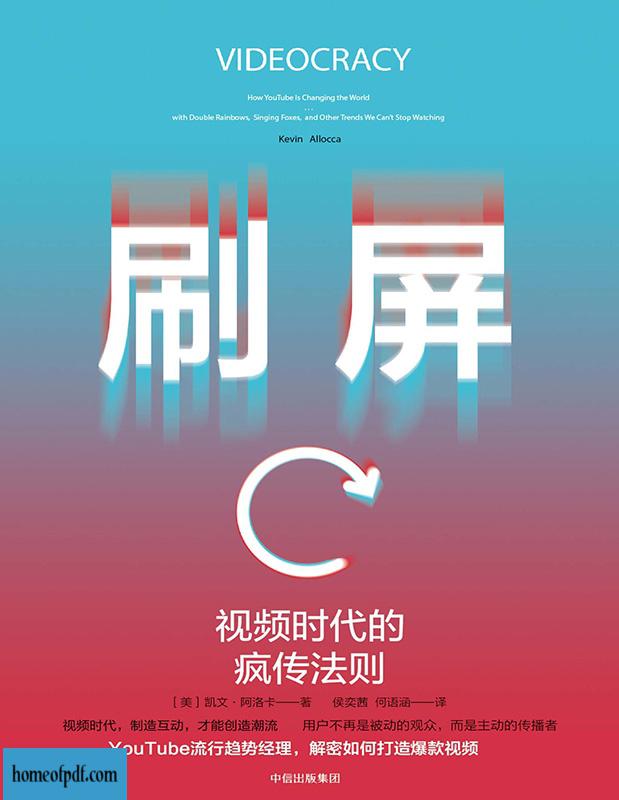 VIDEOCRACY
How YouTube Is Changing the World
...
with Double Rainbows, Singing Foxes, and Other Trends We Can't Stop Watching
Kevin Allocca
刷屏
视频时代的
疯传法则
[美] 凯文·阿洛卡——著 侯奕茜 何语涵——译
视频时代，制造互动，才能创造潮流 用户不再是被动的观众，而是主动的传播者
YouTube流行趋势经理，解密如何打造爆款视频
homeofpdf.com
中信出版集团